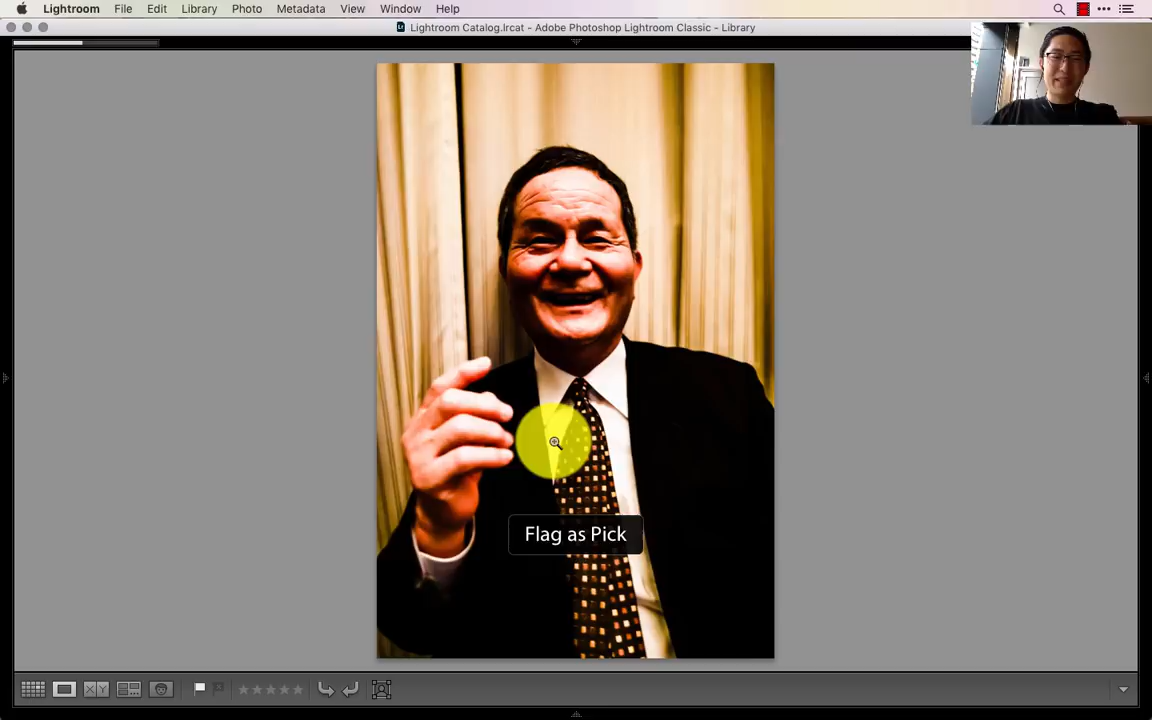 Lightroom File Edit Library Photo Metadata View Window Help
Lightroom Catalog.lrcat - Adobe Photoshop Lightroom Classic - Library
Flag as Pick
XY